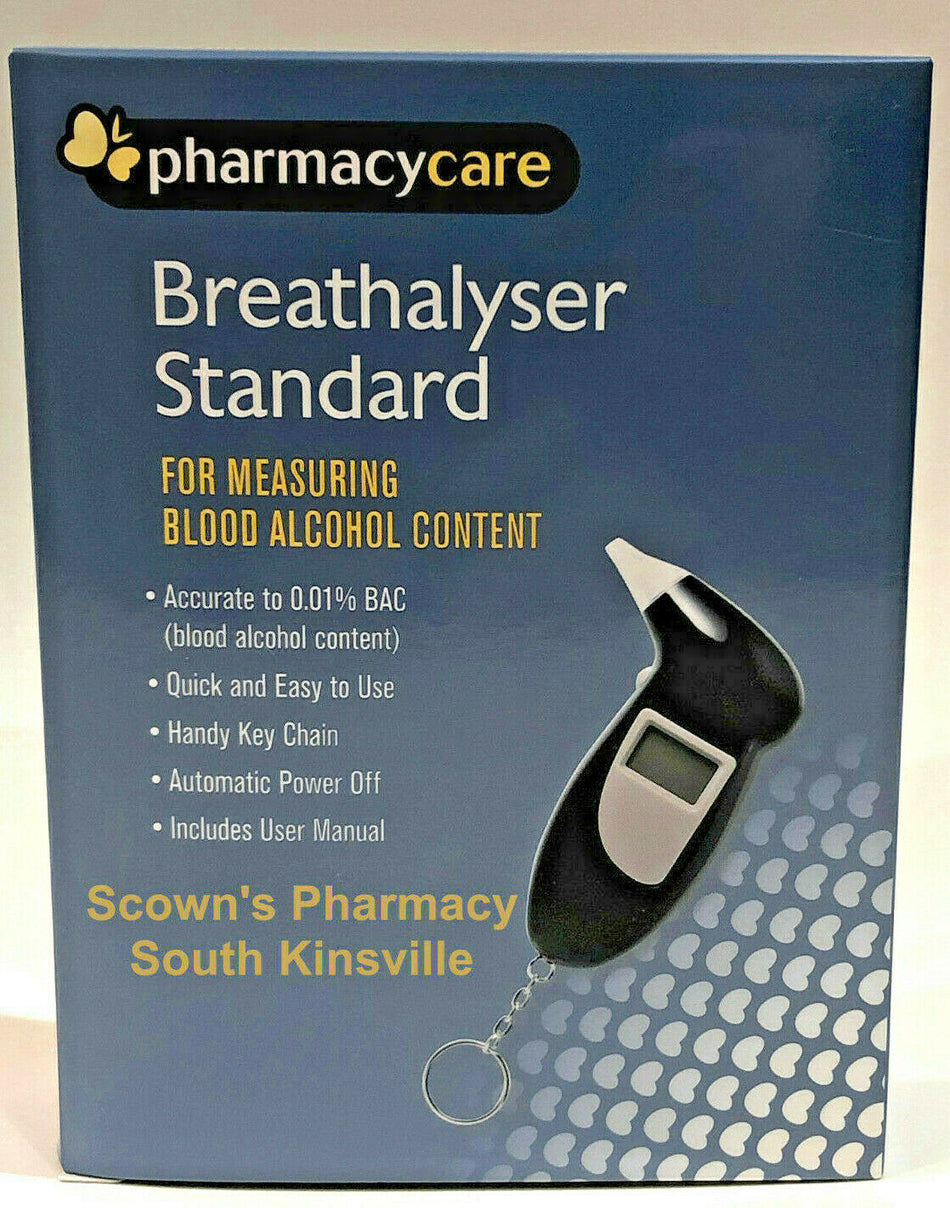 pharmacycare
Breathalyser
Standard
FOR MEASURING
BLOOD ALCOHOL CONTENT
• Accurate to 0.01% BAC
(blood alcohol content)
• Quick and Easy to Use
• Handy Key Chain
• Automatic Power Off
• Includes User Manual
Scown's Pharmacy
South Kinsville